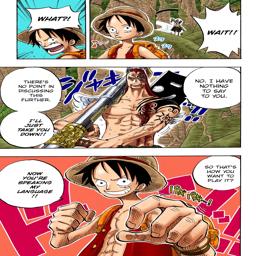 WAIT!!
WHAT?!
NO. I HAVE
NOTHING
TO SAY
TO YOU.
THERE'S
NO POINT IN
DISCUSSING
THIS
FURTHER.
I'LL
JUST
TAKE YOU
DOWN!!
SO THAT'S
HOW YOU
WANT TO
PLAY IT?
NOW
YOU'RE
SPEAKING
MY
LANGUAGE
!!